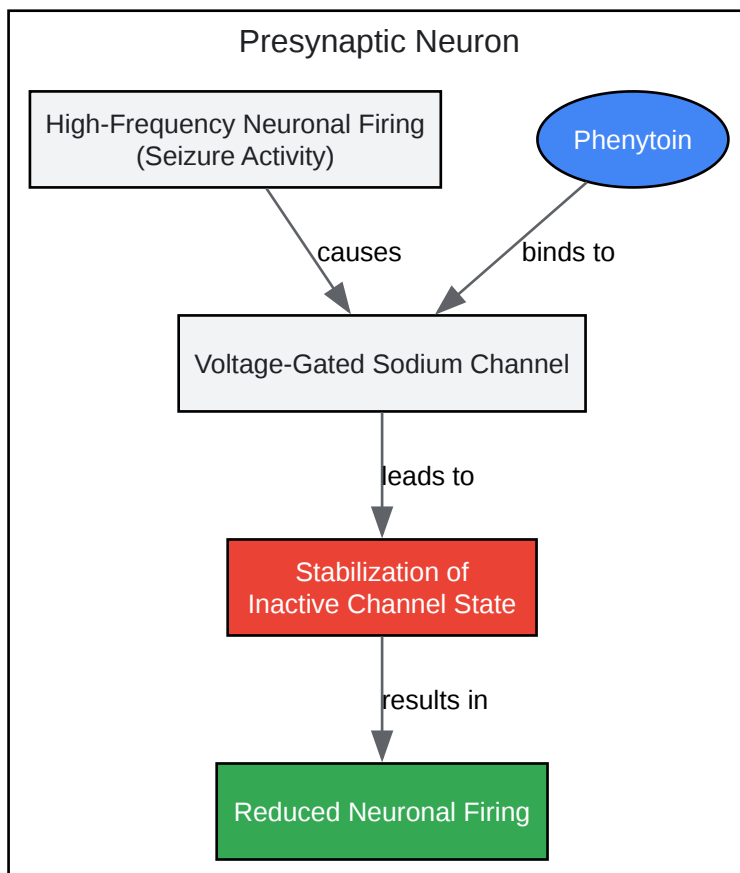 Presynaptic Neuron
High-Frequency Neuronal Firing
(Seizure Activity)
Phenytoin
causes
binds to
Voltage-Gated Sodium Channel
leads to
Stabilization of
Inactive Channel State
results in
Reduced Neuronal Firing